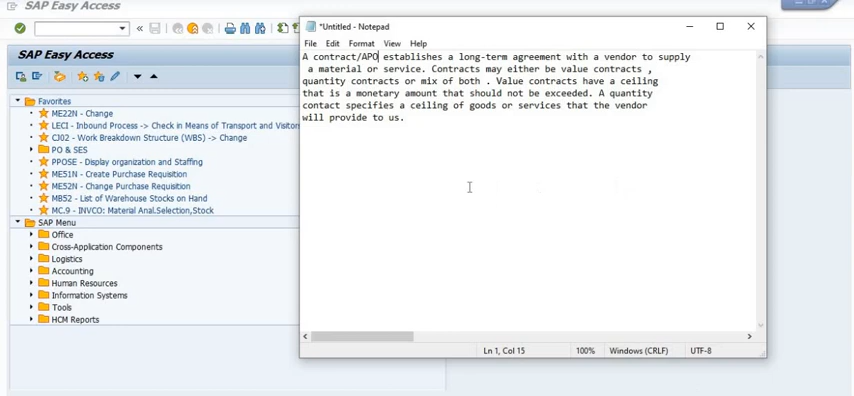 SAP Easy Access
*Untitled - Notepad
File Edit Format View Help
SAP Easy Access
A contract/APO establishes a long-term agreement with a vendor to supply
a material or service. Contracts may either be value contracts ,
quantity contracts or mix of both . Value contracts have a ceiling
that is a monetary amount that should not be exceeded. A quantity
contact specifies a ceiling of goods or services that the vendor
will provide to us.
Favorites
ME22N - Change
LECI - Inbound Process -> Check in Means of Transport and Visitors
CJ02 - Work Breakdown Structure (WBS) -> Change
PO & SES
PPOSE - Display organization and Staffing
ME51N - Create Purchase Requisition
ME52N - Change Purchase Requisition
MB52 - List of Warehouse Stocks on Hand
MC.9 - INVCO: Material Anal.Selection,Stock
SAP Menu
Office
Cross-Application Components
Logistics
Accounting
Human Resources
Information Systems
Tools
HCM Reports
Ln 1, Col 15 100% Windows (CRLF) UTF-8